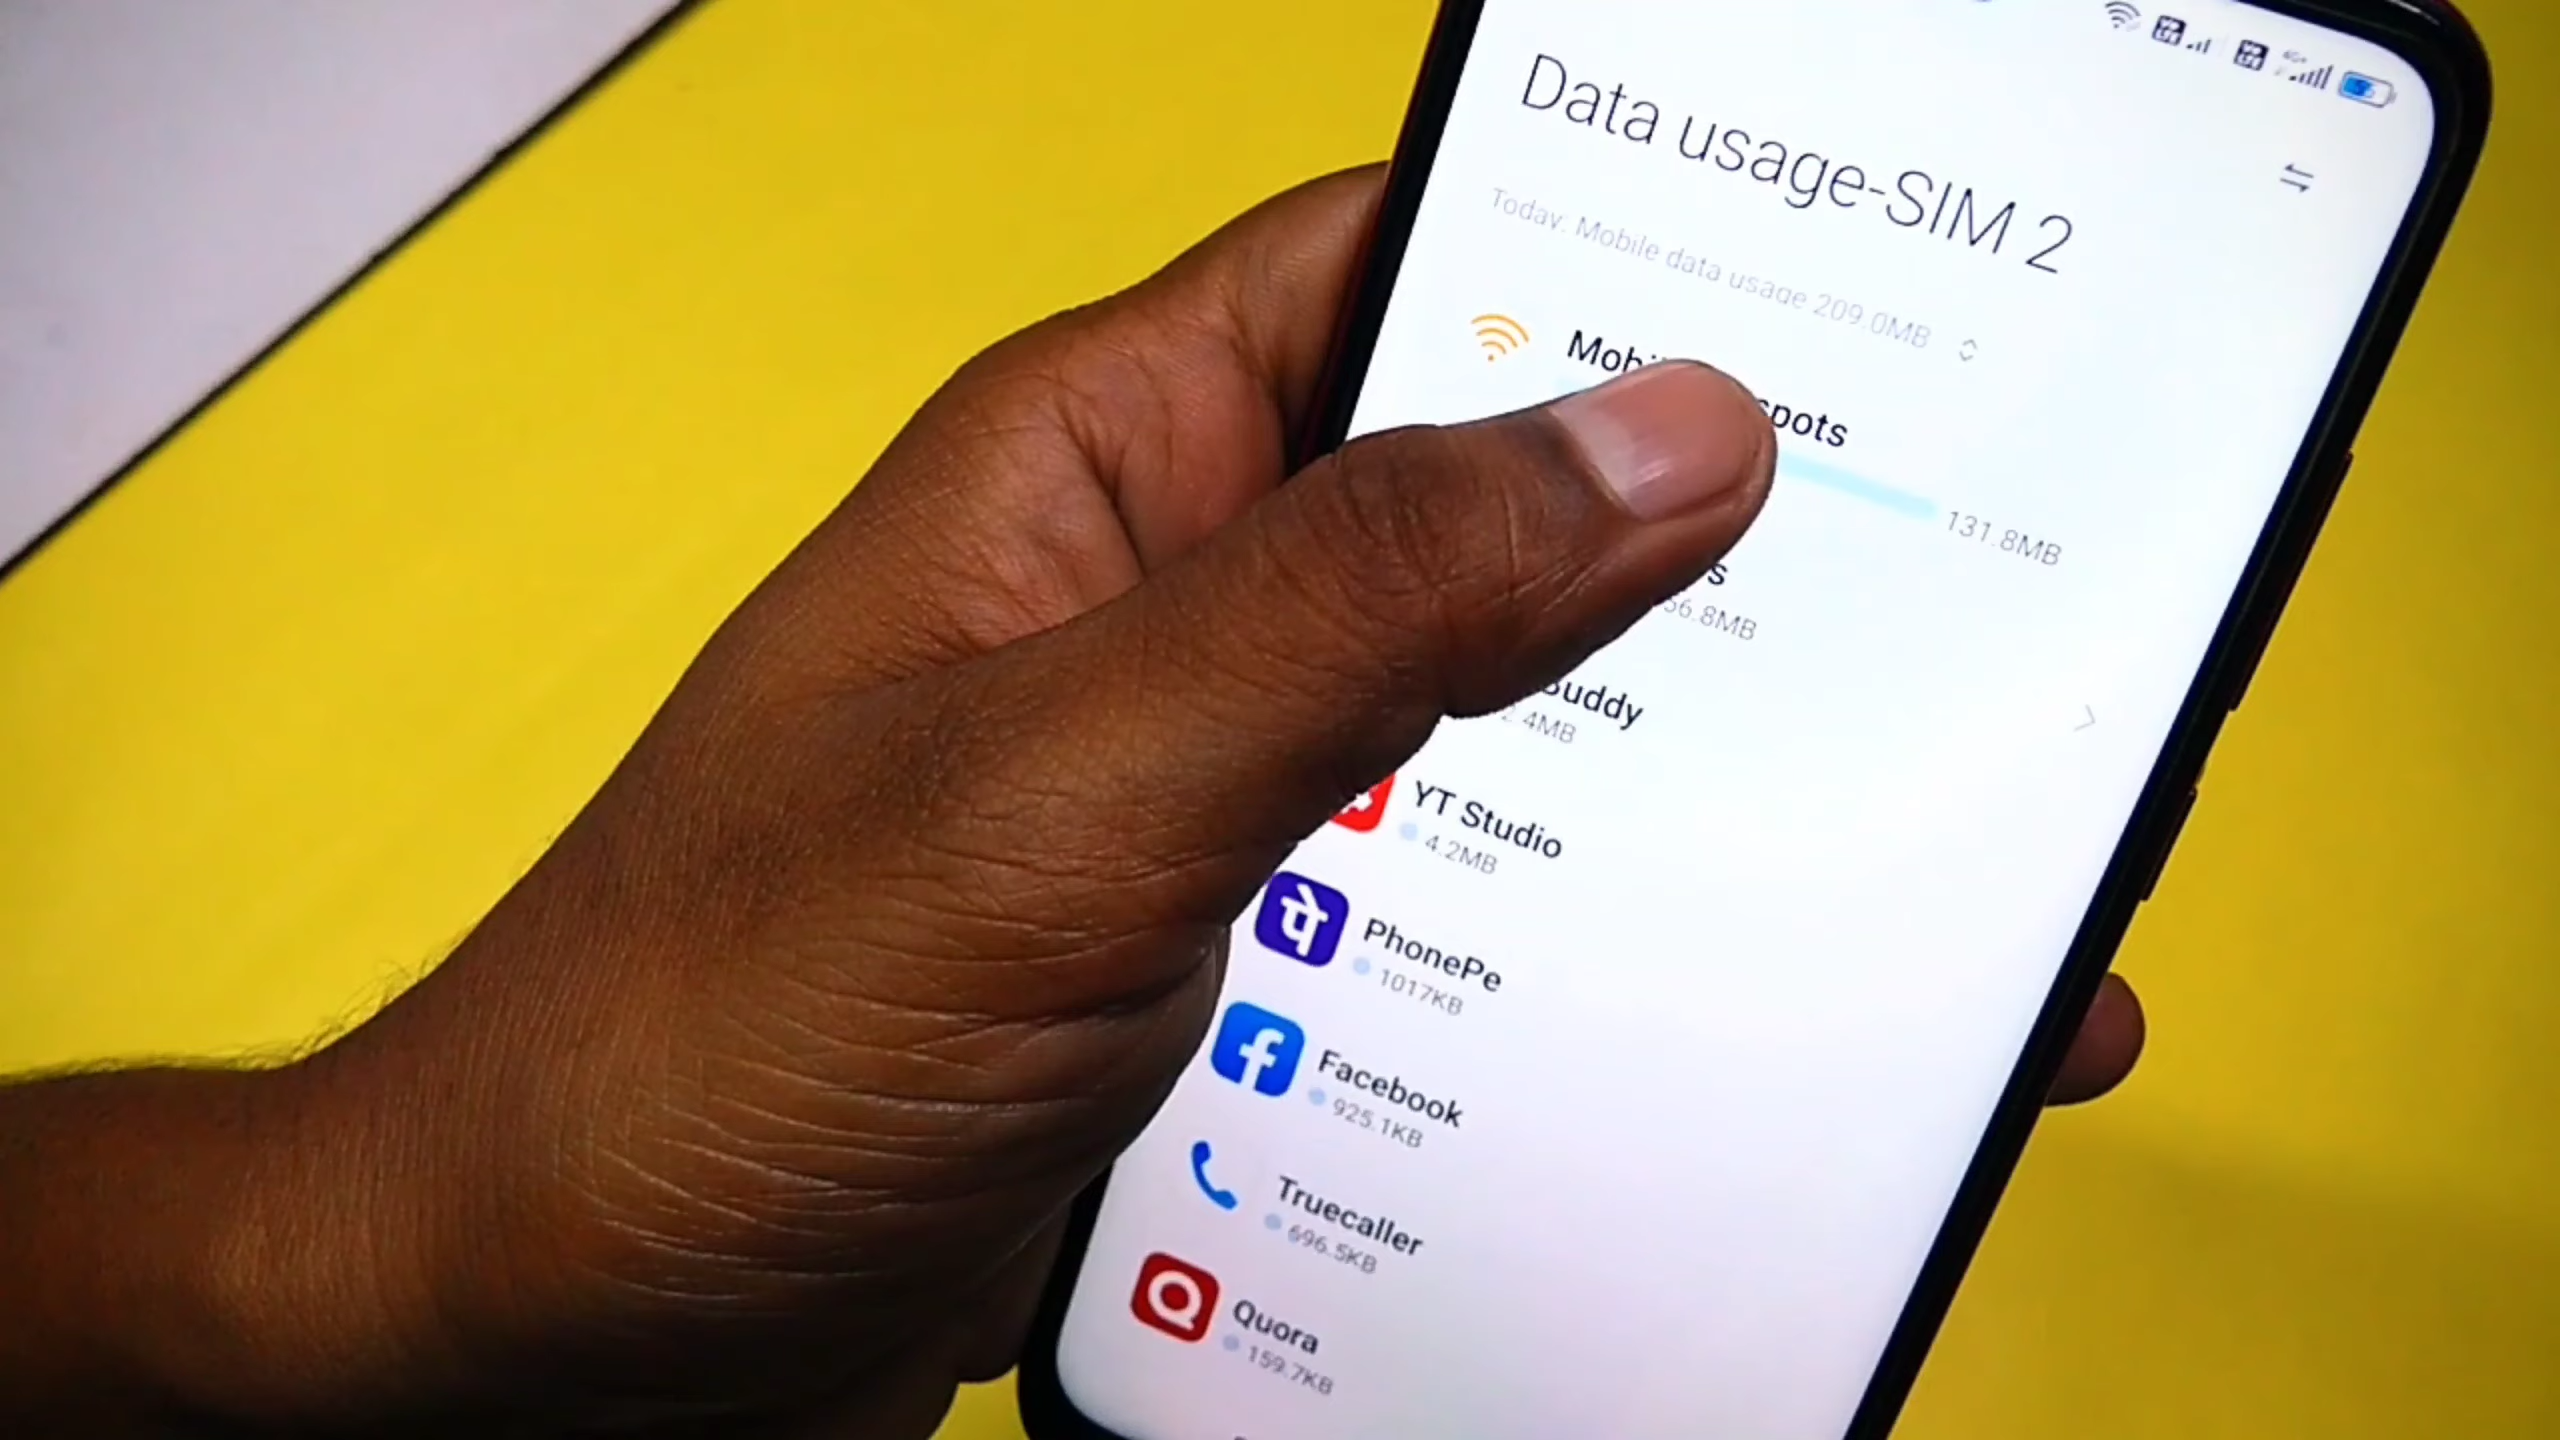 Data usage-SIM 2
Today: Mobile data usage 209.0MB
131.8MB
YT Studio
4.2MB
पे PhonePe
1017KB
f Facebook
925.1KB
Truecaller
696.5KB
Q Quora
159.7KB